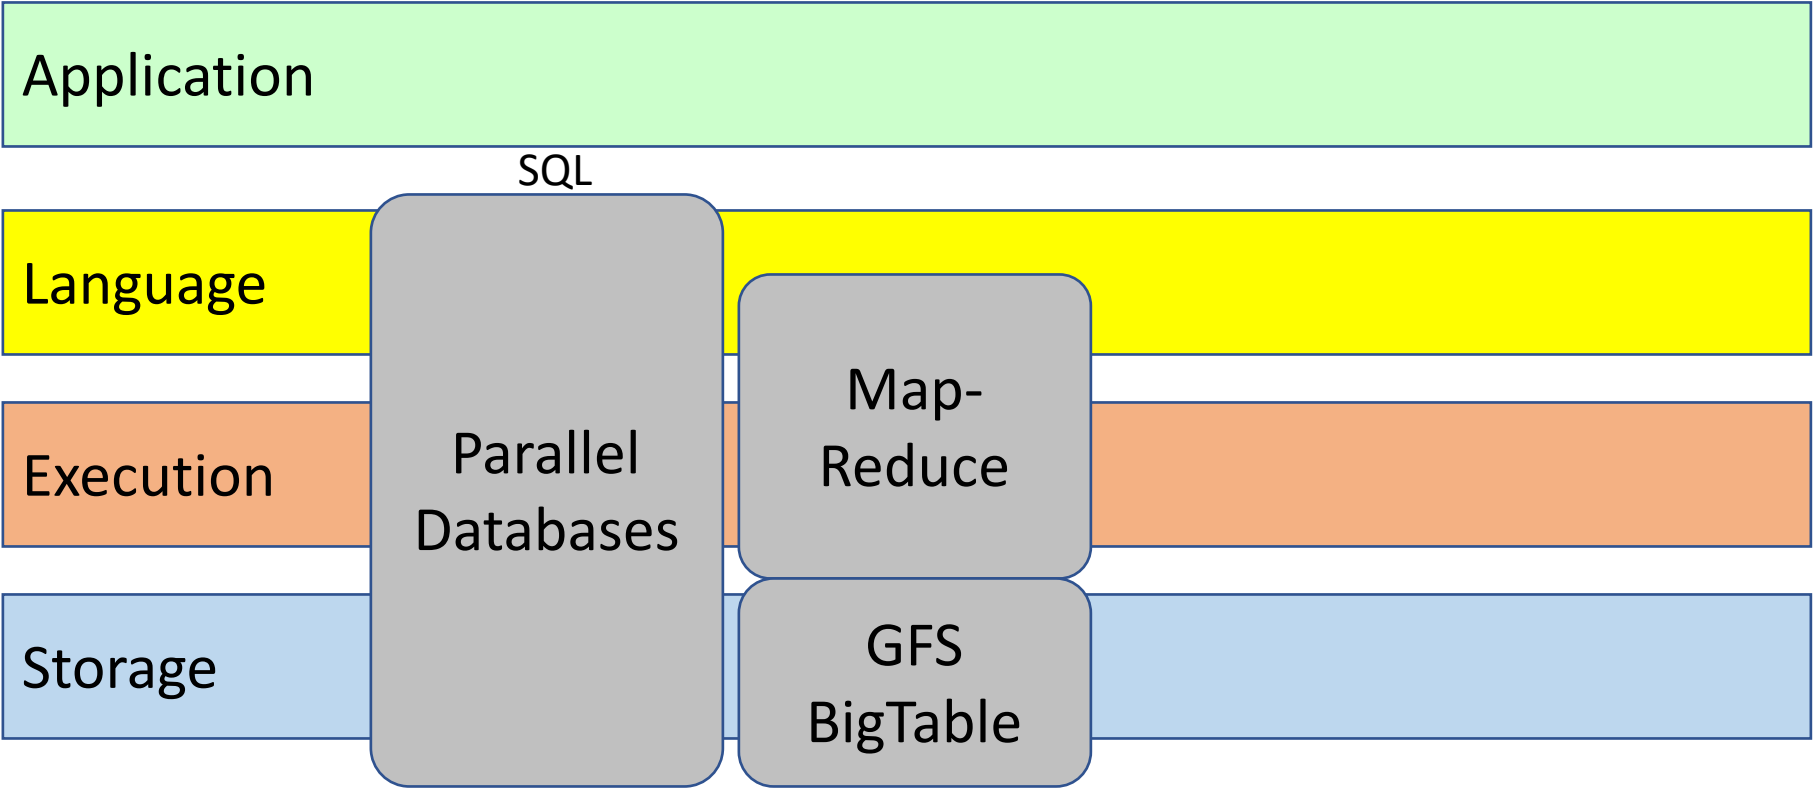 Application
SQL
Language
Execution
Storage
Parallel
Databases
Map-
Reduce
GFS
BigTable